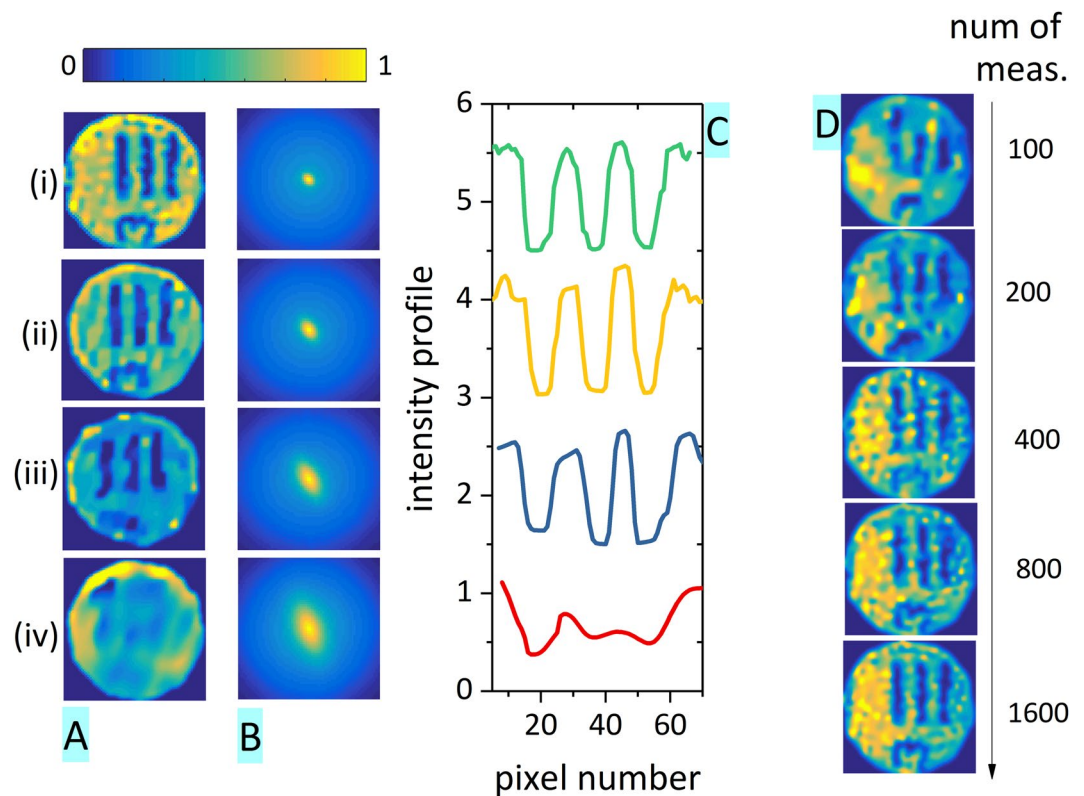 num of
meas.
0
1
6
C
D
(i)
100
5
4
(ii)
200
intensity profile
3
(iii)
400
2
800
1
(iv)
1600
0
A
B
20
40
60
pixel number